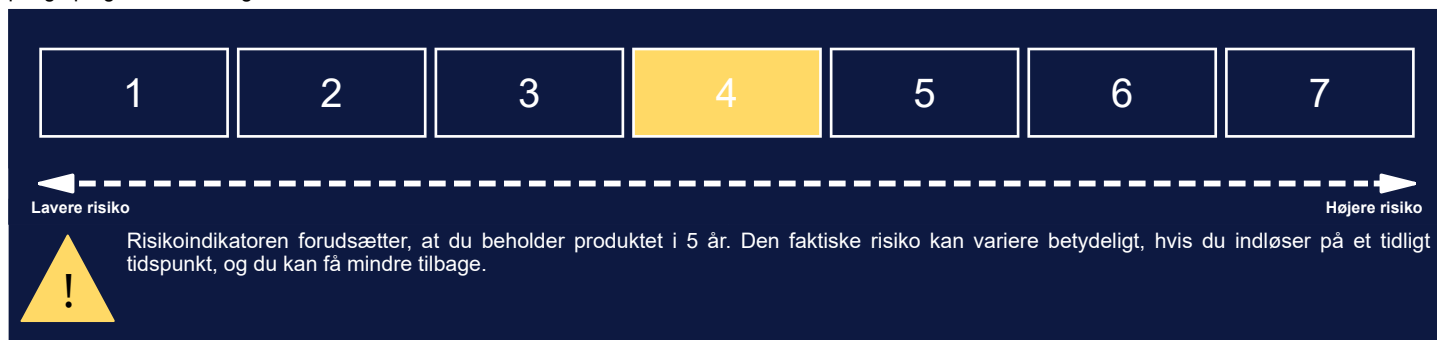 1 2 3 4 5 6 7
Lavere risiko Højere risiko
Risikoindikatoren forudsætter, at du beholder produktet i 5 år. Den faktiske risiko kan variere betydeligt, hvis du indløser på et tidligt
tidspunkt, og du kan få mindre tilbage.
!